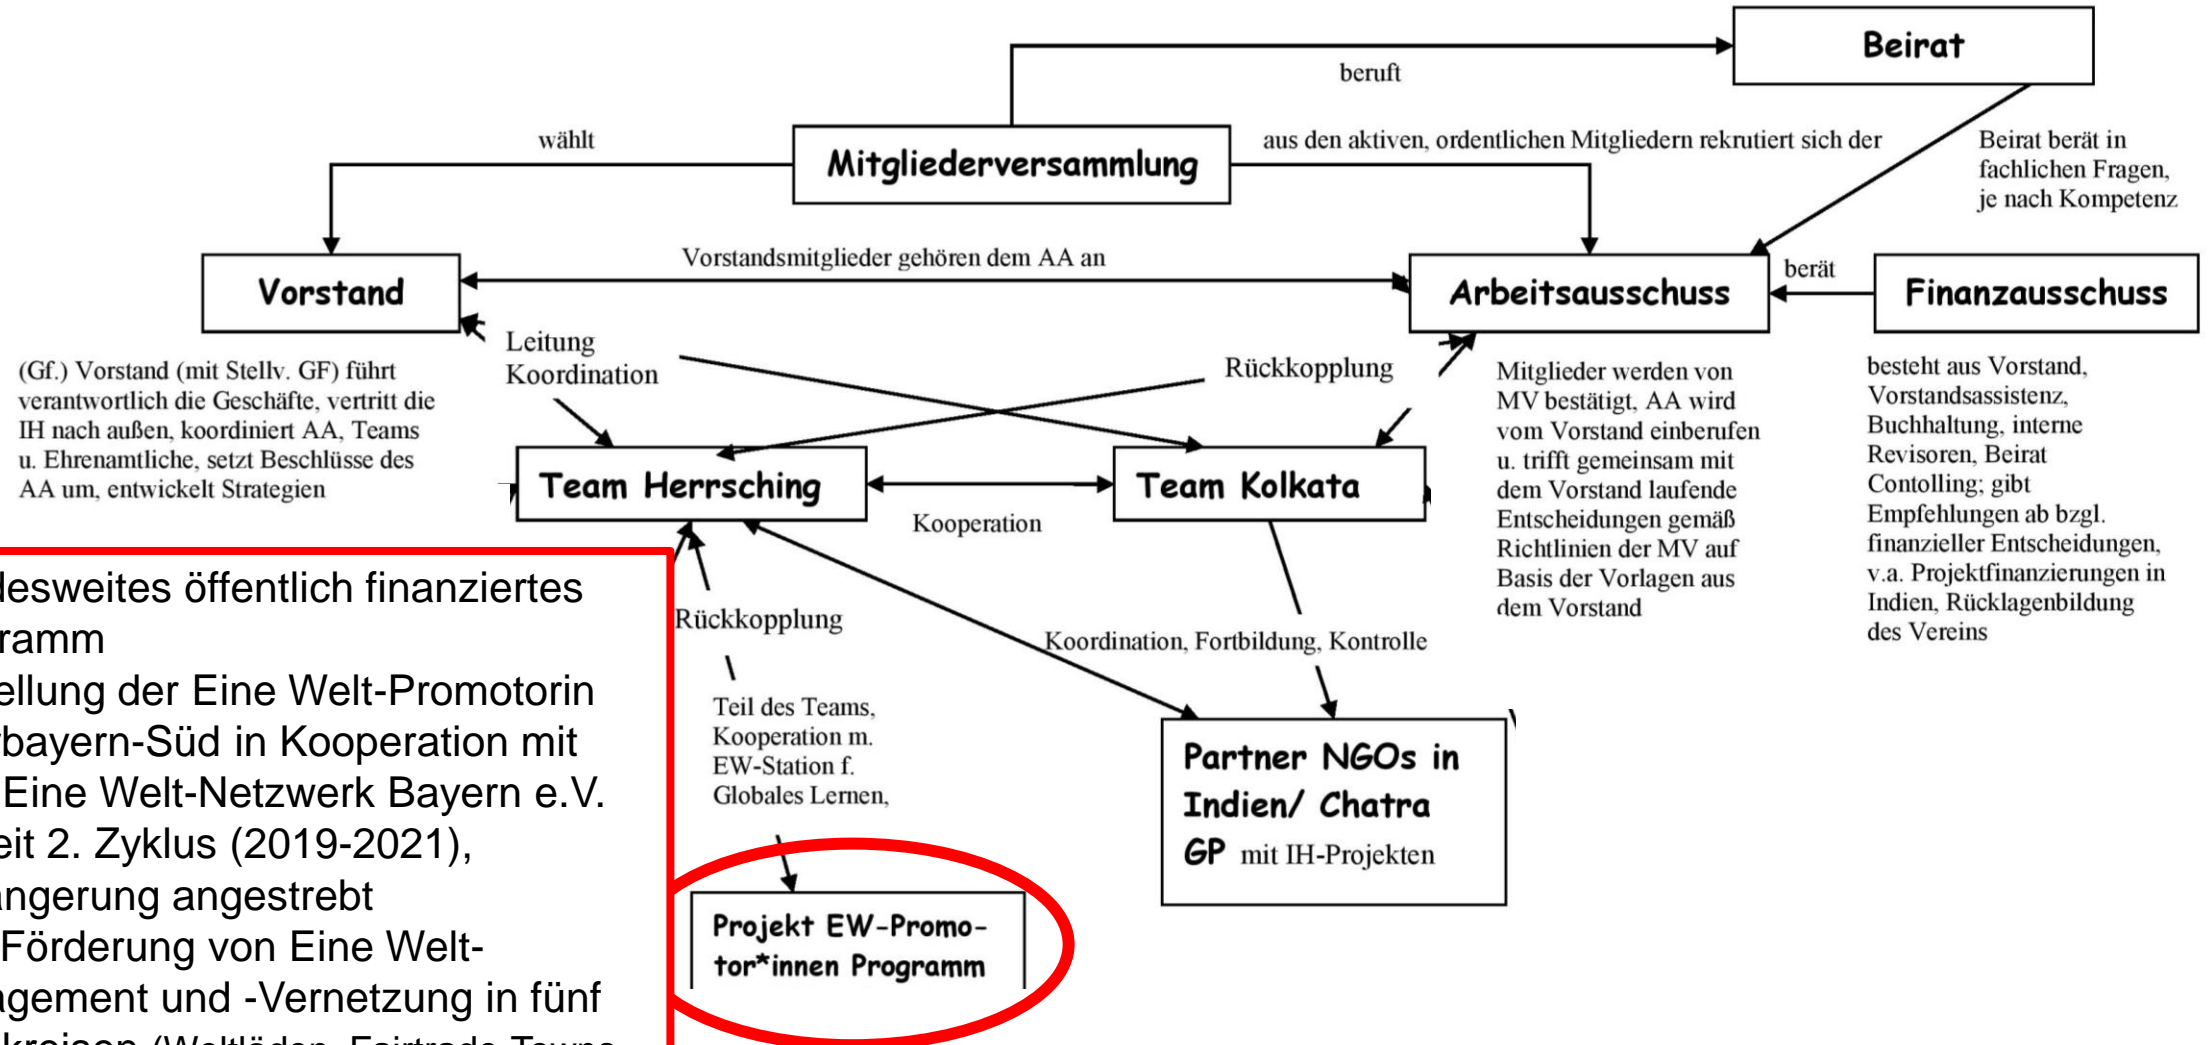 Beirat
beruft
wählt
Mitgliederversammlung
aus den aktiven, ordentlichen Mitgliedern rekrutiert sich der
Beirat berät in
fachlichen Fragen,
je nach Kompetenz
Vorstand
Vorstandsmitglieder gehören dem AA an
Arbeitsausschuss
berät
Finanzausschuss
Leitung
Koordination
Rückkopplung
(Gf.) Vorstand (mit Stellv. GF) führt
verantwortlich die Geschäfte, vertritt die
IH nach außen, koordiniert AA, Teams
u. Ehrenamtliche, setzt Beschlüsse des
AA um, entwickelt Strategien
Mitglieder werden von
MV bestätigt, AA wird
vom Vorstand einberufen
u. trifft gemeinsam mit
dem Vorstand laufende
Entscheidungen gemäß
Richtlinien der MV auf
Basis der Vorlagen aus
dem Vorstand
besteht aus Vorstand,
Vorstandsassistenz,
Buchhaltung, interne
Revisoren, Beirat
Contolling; gibt
Empfehlungen ab bzgl.
finanzieller Entscheidungen,
v.a. Projektfinanzierungen in
Indien, Rücklagenbildung
des Vereins
Team Herrsching
Kooperation
Team Kolkata
desweites öffentlich finanziertes
ramm
ellung der Eine Welt-Promotorin
bayern-Süd in Kooperation mit
Eine Welt-Netzwerk Bayern e.V.
eit 2. Zyklus (2019-2021),
ängerung angestrebt
Förderung von Eine Welt-
agement und -Vernetzung in fünf
kreisen (Weltläden, Fairtrade-Towns
Rückkopplung
Koordination, Fortbildung, Kontrolle
Teil des Teams,
Kooperation m.
EW-Station f.
Globales Lernen,
Partner NGOs in
Indien/ Chatra
GP mit IH-Projekten
Projekt EW-Promo-
tor*innen Programm